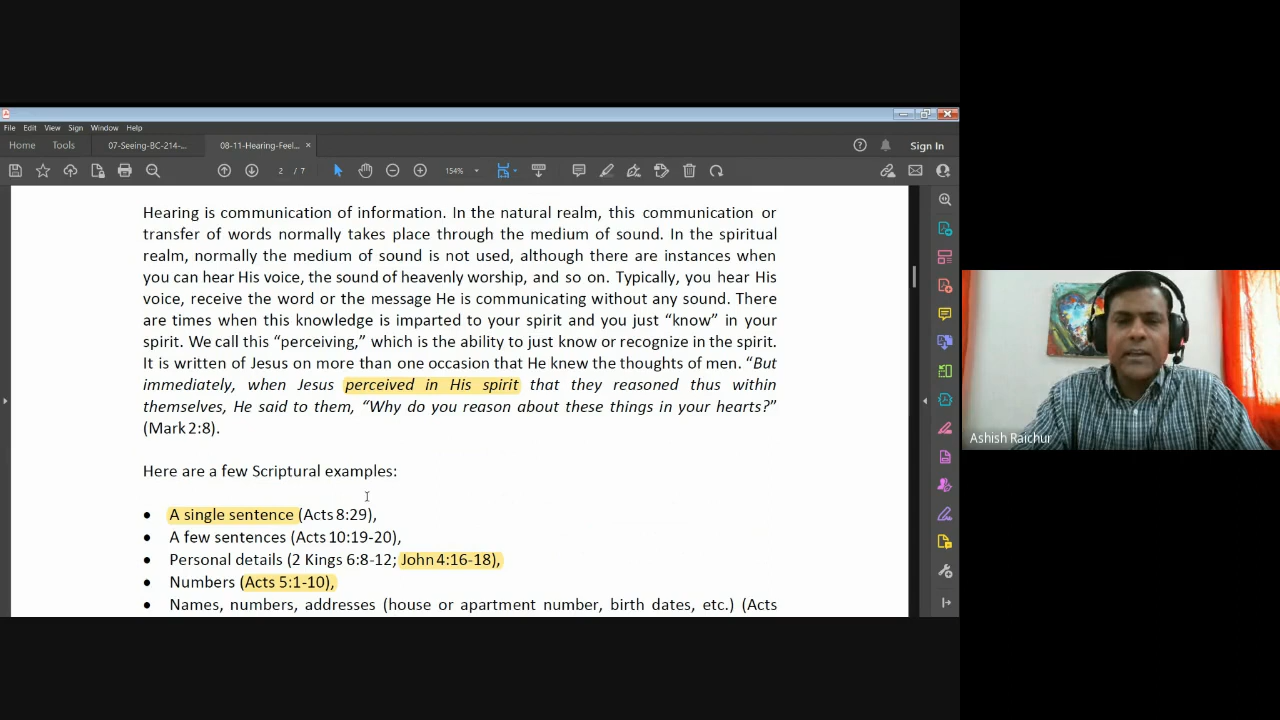 File Edit View Sign Window Help
Home Tools 07-Seeing-BC-214-... 08-11-Hearing-Feel... × Sign In
2 / 7 154%
Hearing is communication of information. In the natural realm, this communication or
transfer of words normally takes place through the medium of sound. In the spiritual
realm, normally the medium of sound is not used, although there are instances when
you can hear His voice, the sound of heavenly worship, and so on. Typically, you hear His
voice, receive the word or the message He is communicating without any sound. There
are times when this knowledge is imparted to your spirit and you just “know” in your
spirit. We call this “perceiving,” which is the ability to just know or recognize in the spirit.
It is written of Jesus on more than one occasion that He knew the thoughts of men. “But
immediately, when Jesus perceived in His spirit that they reasoned thus within
themselves, He said to them, “Why do you reason about these things in your hearts?”
(Mark 2:8).
Here are a few Scriptural examples:
• A single sentence (Acts 8:29),
• A few sentences (Acts 10:19-20),
• Personal details (2 Kings 6:8-12; John 4:16-18),
• Numbers (Acts 5:1-10),
• Names, numbers, addresses (house or apartment number, birth dates, etc.) (Acts
Ashish Raichur